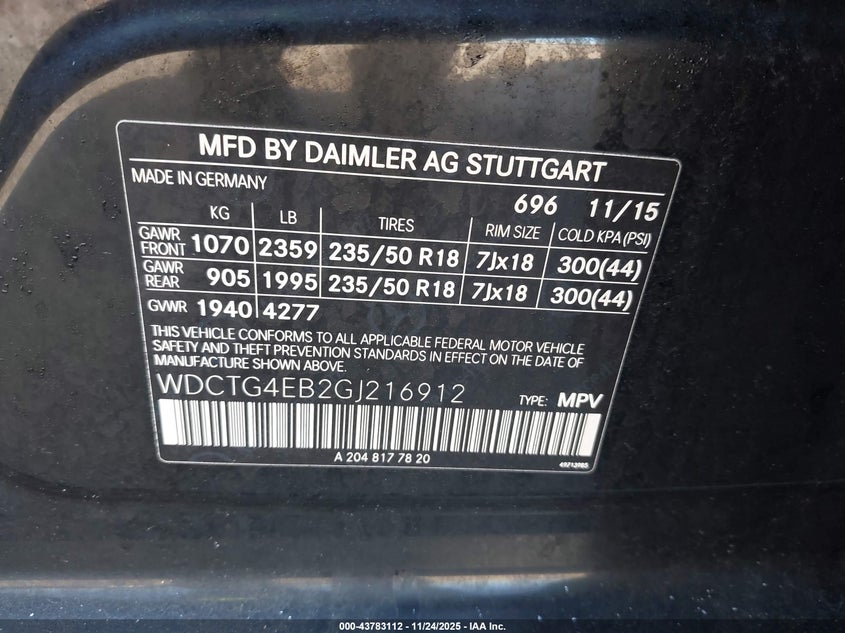 MFD BY DAIMLER AG STUTTGART
MADE IN GERMANY
696 11/15
KG LB TIRES RIM SIZE COLD KPA (PSI)
GAWR FRONT 1070 2359 235/50 R18 7Jx18 300(44)
GAWR REAR 905 1995 235/50 R18 7Jx18 300(44)
GVWR 1940 4277
THIS VEHICLE CONFORMS TO ALL APPLICABLE FEDERAL MOTOR VEHICLE
SAFETY AND THEFT PREVENTION STANDARDS IN EFFECT ON THE DATE OF
MANUFACTURE SHOWN ABOVE.
WDCTG4EB2GJ216912 TYPE: MPV
A 204 817 78 20
49713985
000-43783112 - 11/24/2025 - IAA Inc.